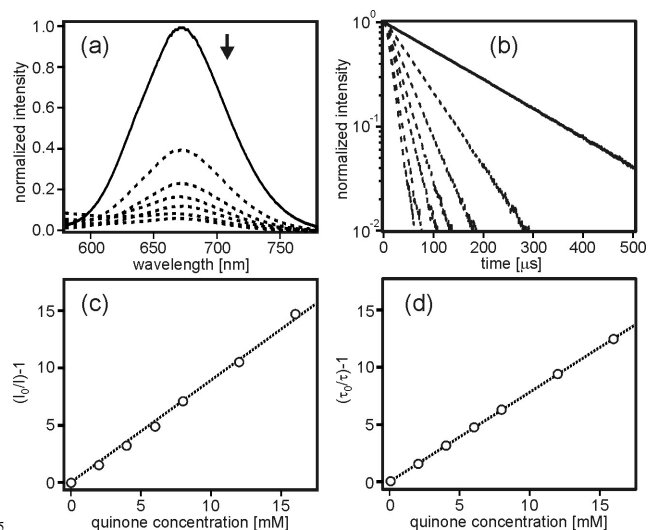 (a)
normalized intensity
1.0
0.8
0.6
0.4
0.2
0.0
600 650 700 750
wavelength [nm]
(b)
normalized intensity
10⁰
10⁻¹
10⁻²
0 100 200 300 400 500
time [μs]
(c)
(I₀/I)-1
15
10
5
0
0 5 10 15
quinone concentration [mM]
(d)
(τ₀/τ)-1
15
10
5
0
0 5 10 15
quinone concentration [mM]
5